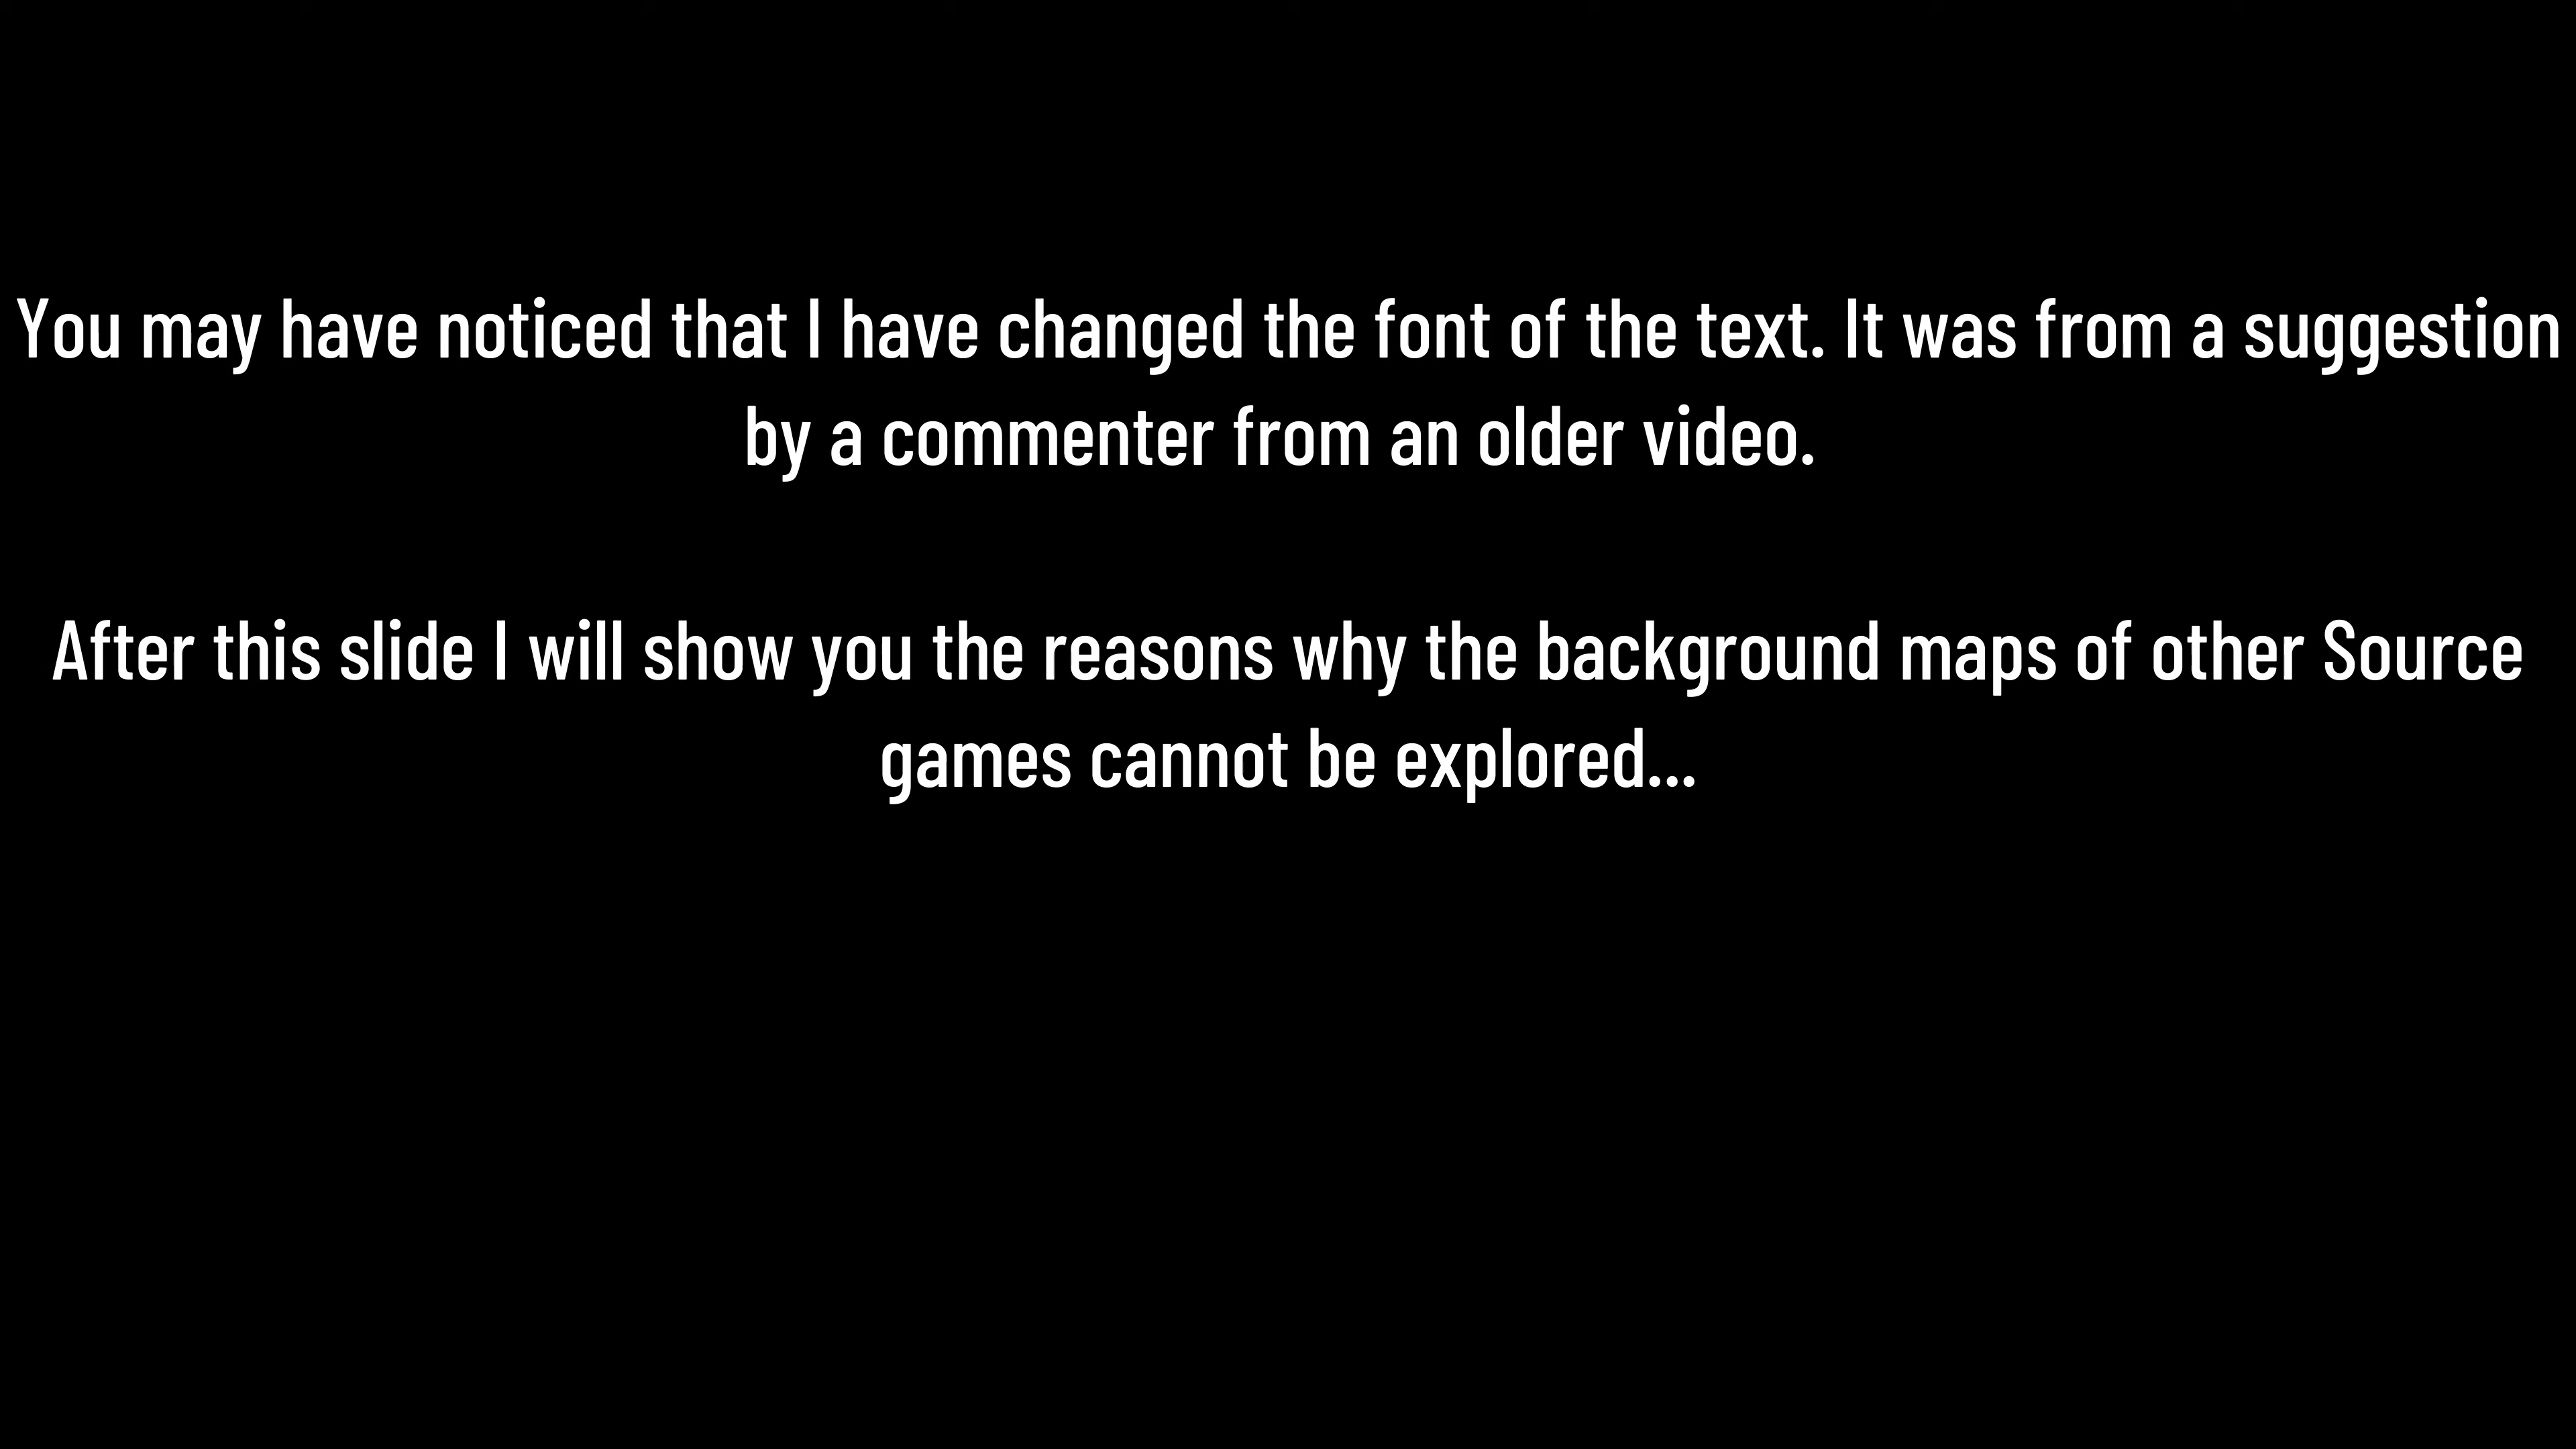 You may have noticed that I have changed the font of the text. It was from a suggestion
by a commenter from an older video.
After this slide I will show you the reasons why the background maps of other Source
games cannot be explored...